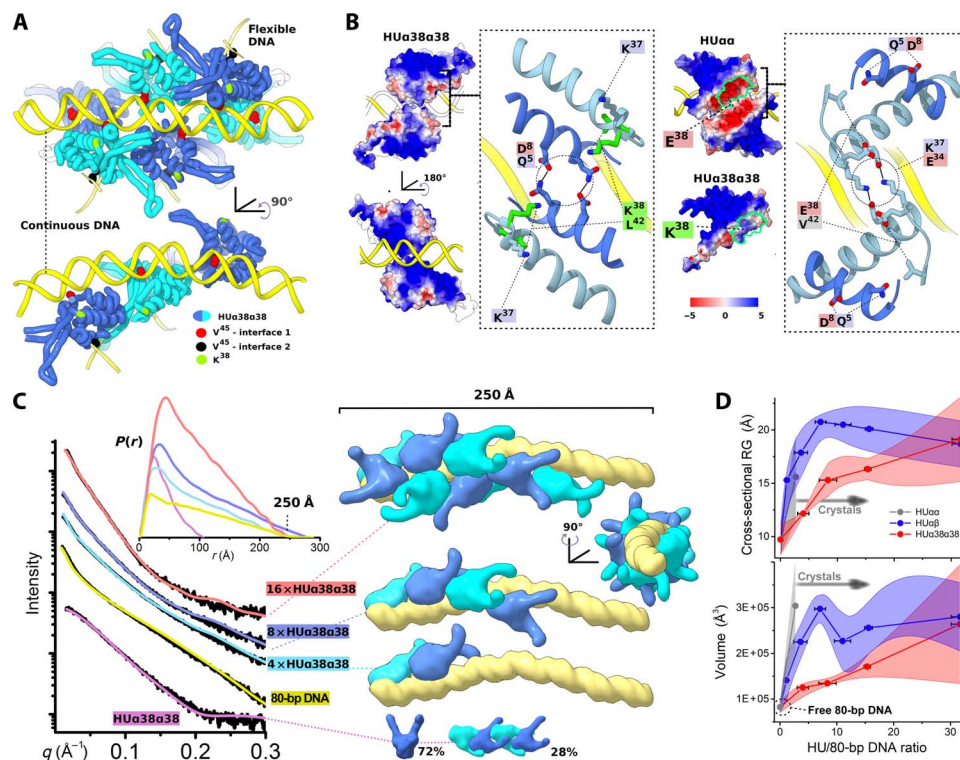 A
Flexible
DNA
90°
Continuous DNA
HUα38α38
V45 - interface 1
V45 - interface 2
K38
B
HUα38α38
180°
K37
D8
Q5
K38
L42
K37
HUαα
E38
HUα38α38
K38
−5
5
Q5 D8
K37
E34
E38
V42
D8
Q5
C
P(r)
250 Å
0 100 200 300
r (Å)
Intensity
16×HUα38α38
8×HUα38α38
4×HUα38α38
80-bp DNA
HUα38α38
q (Å−1) 0.1 0.2 0.3
250 Å
90°
72%
28%
D
Cross-sectional RG (Å)
20
15
10
Crystals
HUαα
HUαβ
HUα38α38
Volume (Å3)
3E+05
2E+05
1E+05
Crystals
Free 80-bp DNA
0 10 20 30
HU/80-bp DNA ratio